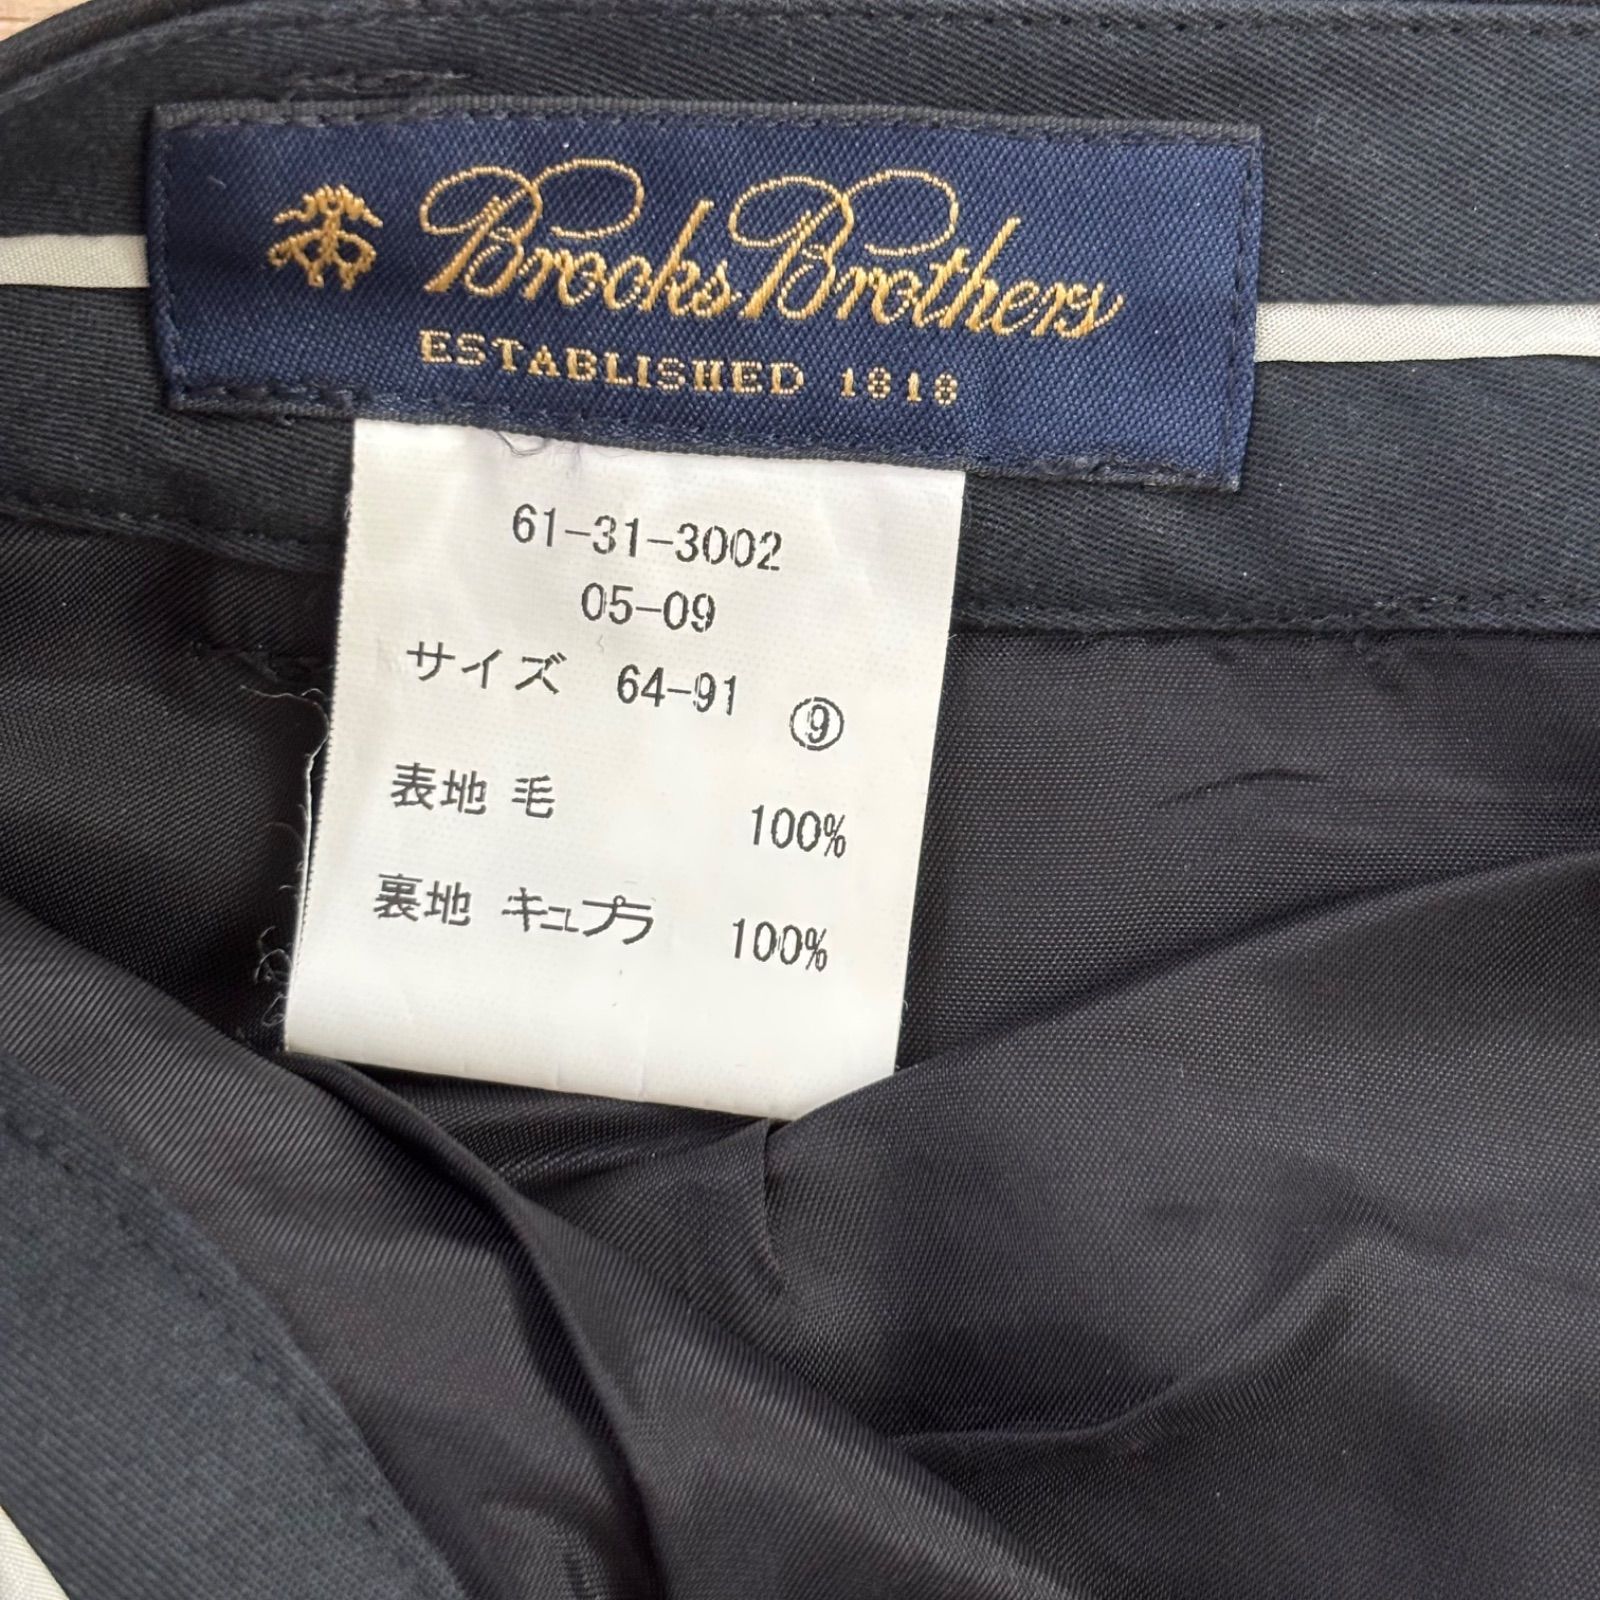 Brooks Brothers
ESTABLISHED 1818
61-31-3002
05-09
サイズ 64-91 ⑨
表地 毛 100%
裏地 キュプラ 100%